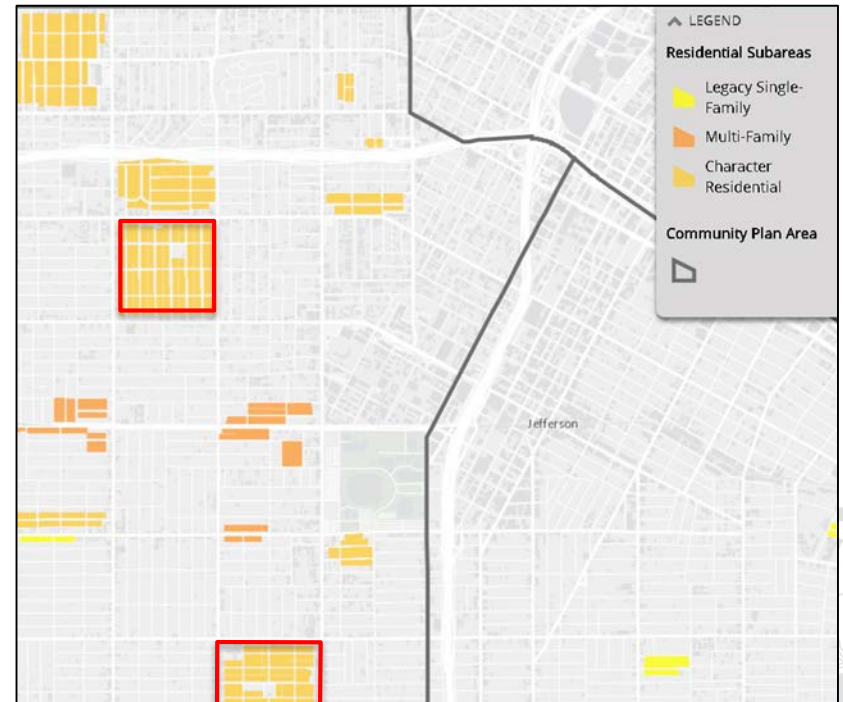 LEGEND
Residential Subareas
Legacy Single-
Family
Multi-Family
Character
Residential
Community Plan Area
Jefferson